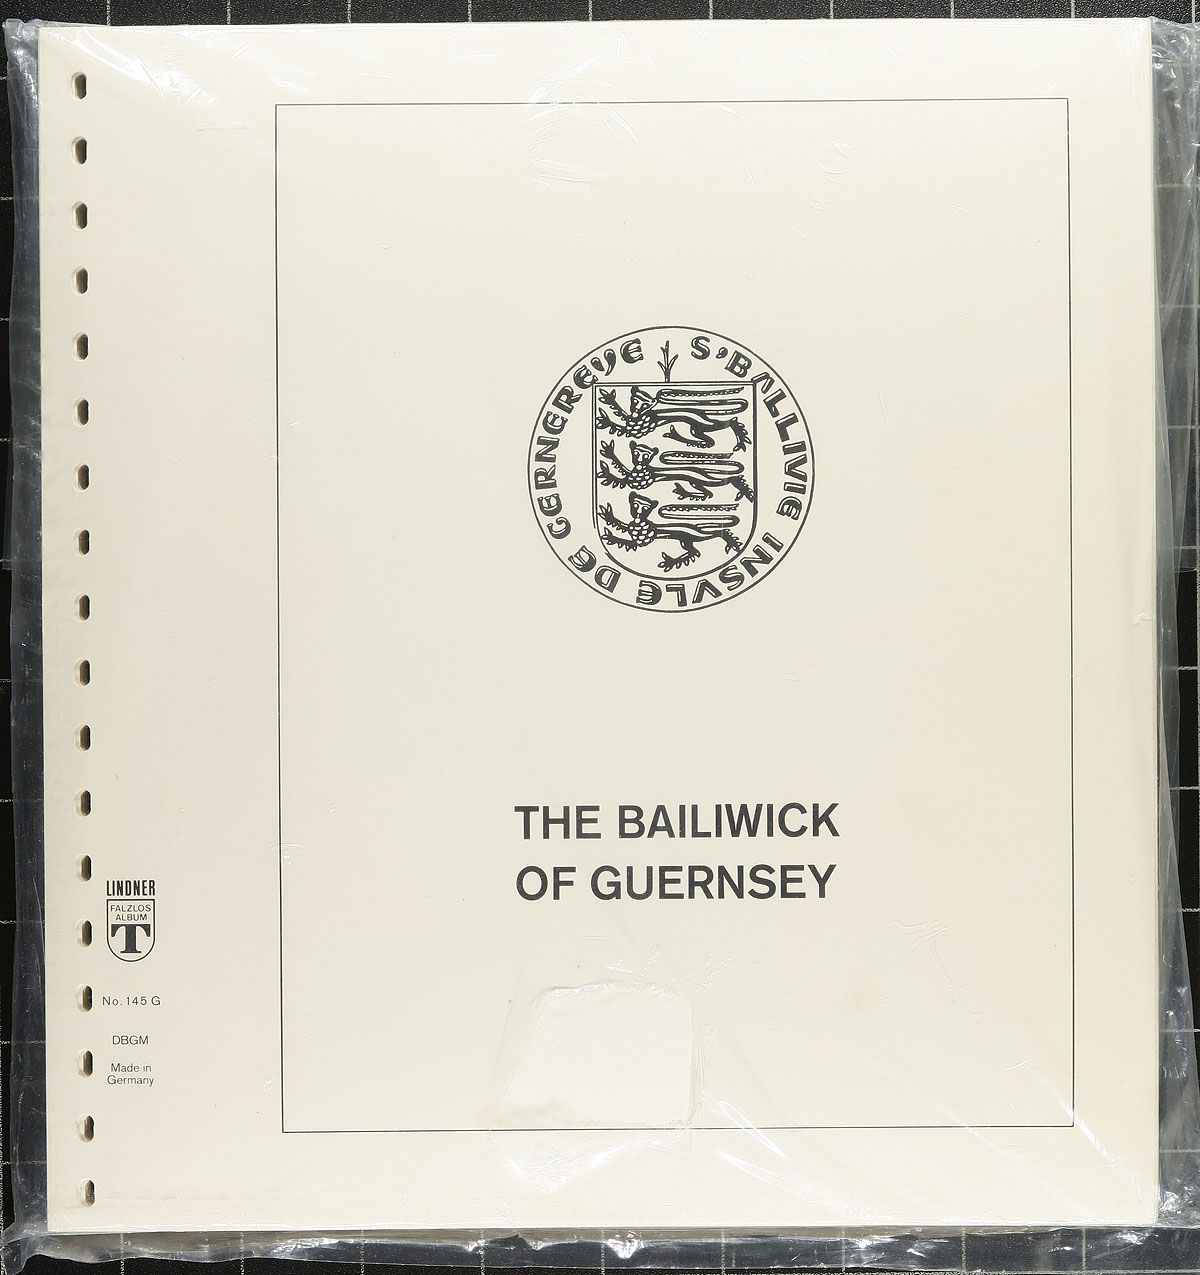 S'BALLIVIE INSVLE DE GERNEREYE
THE BAILIWICK
OF GUERNSEY
LINDNER
FALZLOS
ALBUM
T
No. 145 G
DBGM
Made in
Germany